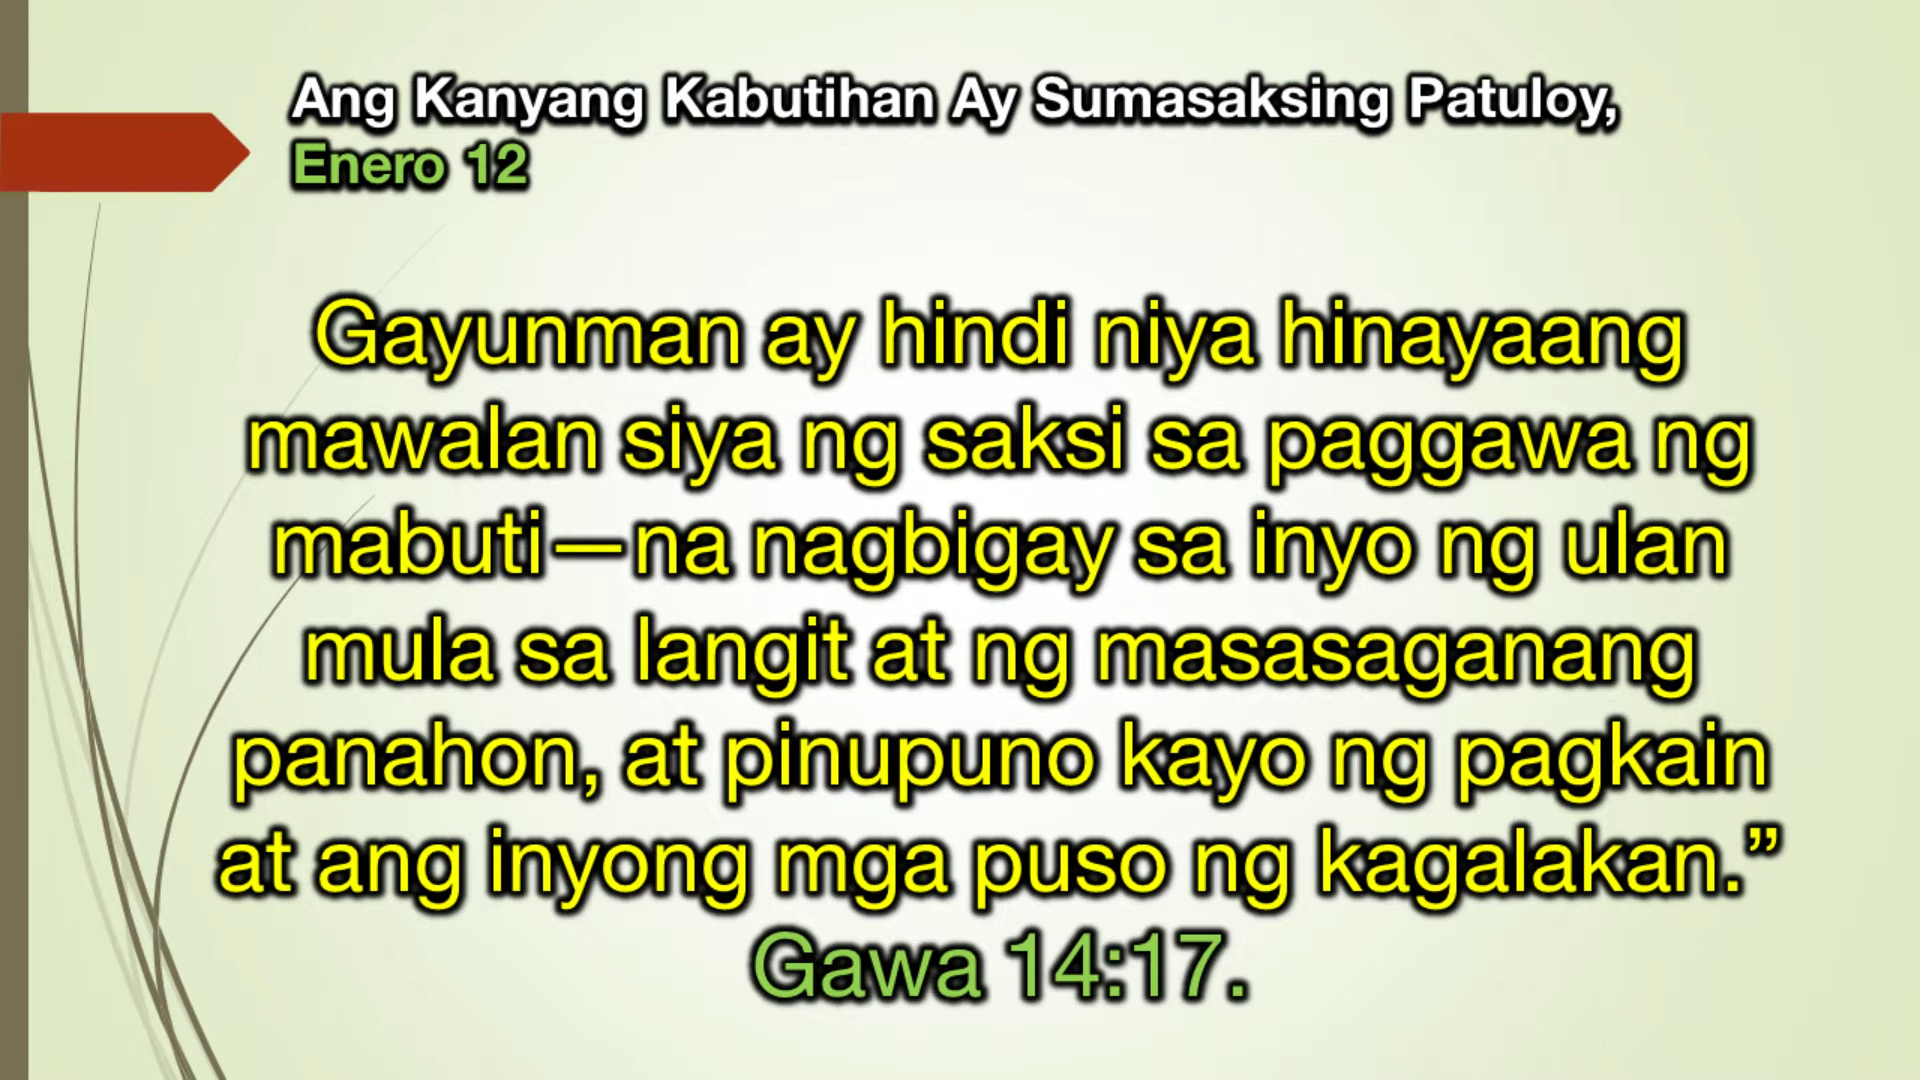 Ang Kanyang Kabutihan Ay Sumasaksing Patuloy,
Enero 12
Gayunman ay hindi niya hinayaang
mawalan siya ng saksi sa paggawa ng
mabuti—na nagbigay sa inyo ng ulan
mula sa langit at ng masasaganang
panahon, at pinupuno kayo ng pagkain
at ang inyong mga puso ng kagalakan.”
Gawa 14:17.